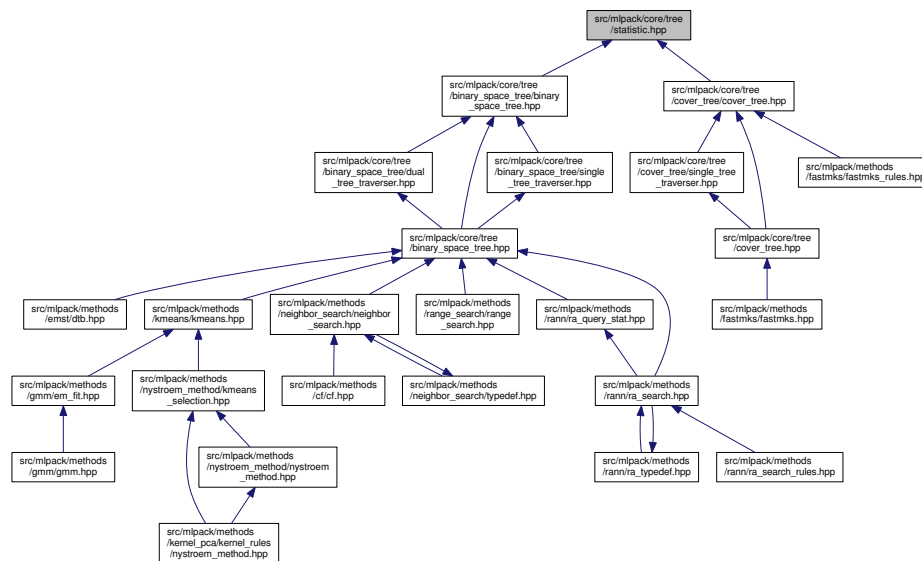 src/mlpack/core/tree
/statistic.hpp
src/mlpack/core/tree
/binary_space_tree/binary
_space_tree.hpp
src/mlpack/core/tree
/cover_tree/cover_tree.hpp
src/mlpack/core/tree
/binary_space_tree/dual
_tree_traverser.hpp
src/mlpack/core/tree
/binary_space_tree/single
_tree_traverser.hpp
src/mlpack/core/tree
/cover_tree/single_tree
_traverser.hpp
src/mlpack/methods
/fastmks/fastmks_rules.hpp
src/mlpack/core/tree
/binary_space_tree.hpp
src/mlpack/core/tree
/cover_tree.hpp
src/mlpack/methods
/emst/dtb.hpp
src/mlpack/methods
/kmeans/kmeans.hpp
src/mlpack/methods
/neighbor_search/neighbor
_search.hpp
src/mlpack/methods
/range_search/range
_search.hpp
src/mlpack/methods
/rann/ra_query_stat.hpp
src/mlpack/methods
/fastmks/fastmks.hpp
src/mlpack/methods
/gmm/em_fit.hpp
src/mlpack/methods
/nystroem_method/kmeans
_selection.hpp
src/mlpack/methods
/cf/cf.hpp
src/mlpack/methods
/neighbor_search/typedef.hpp
src/mlpack/methods
/rann/ra_search.hpp
src/mlpack/methods
/gmm/gmm.hpp
src/mlpack/methods
/nystroem_method/nystroem
_method.hpp
src/mlpack/methods
/rann/ra_typedef.hpp
src/mlpack/methods
/rann/ra_search_rules.hpp
src/mlpack/methods
/kernel_pca/kernel_rules
/nystroem_method.hpp